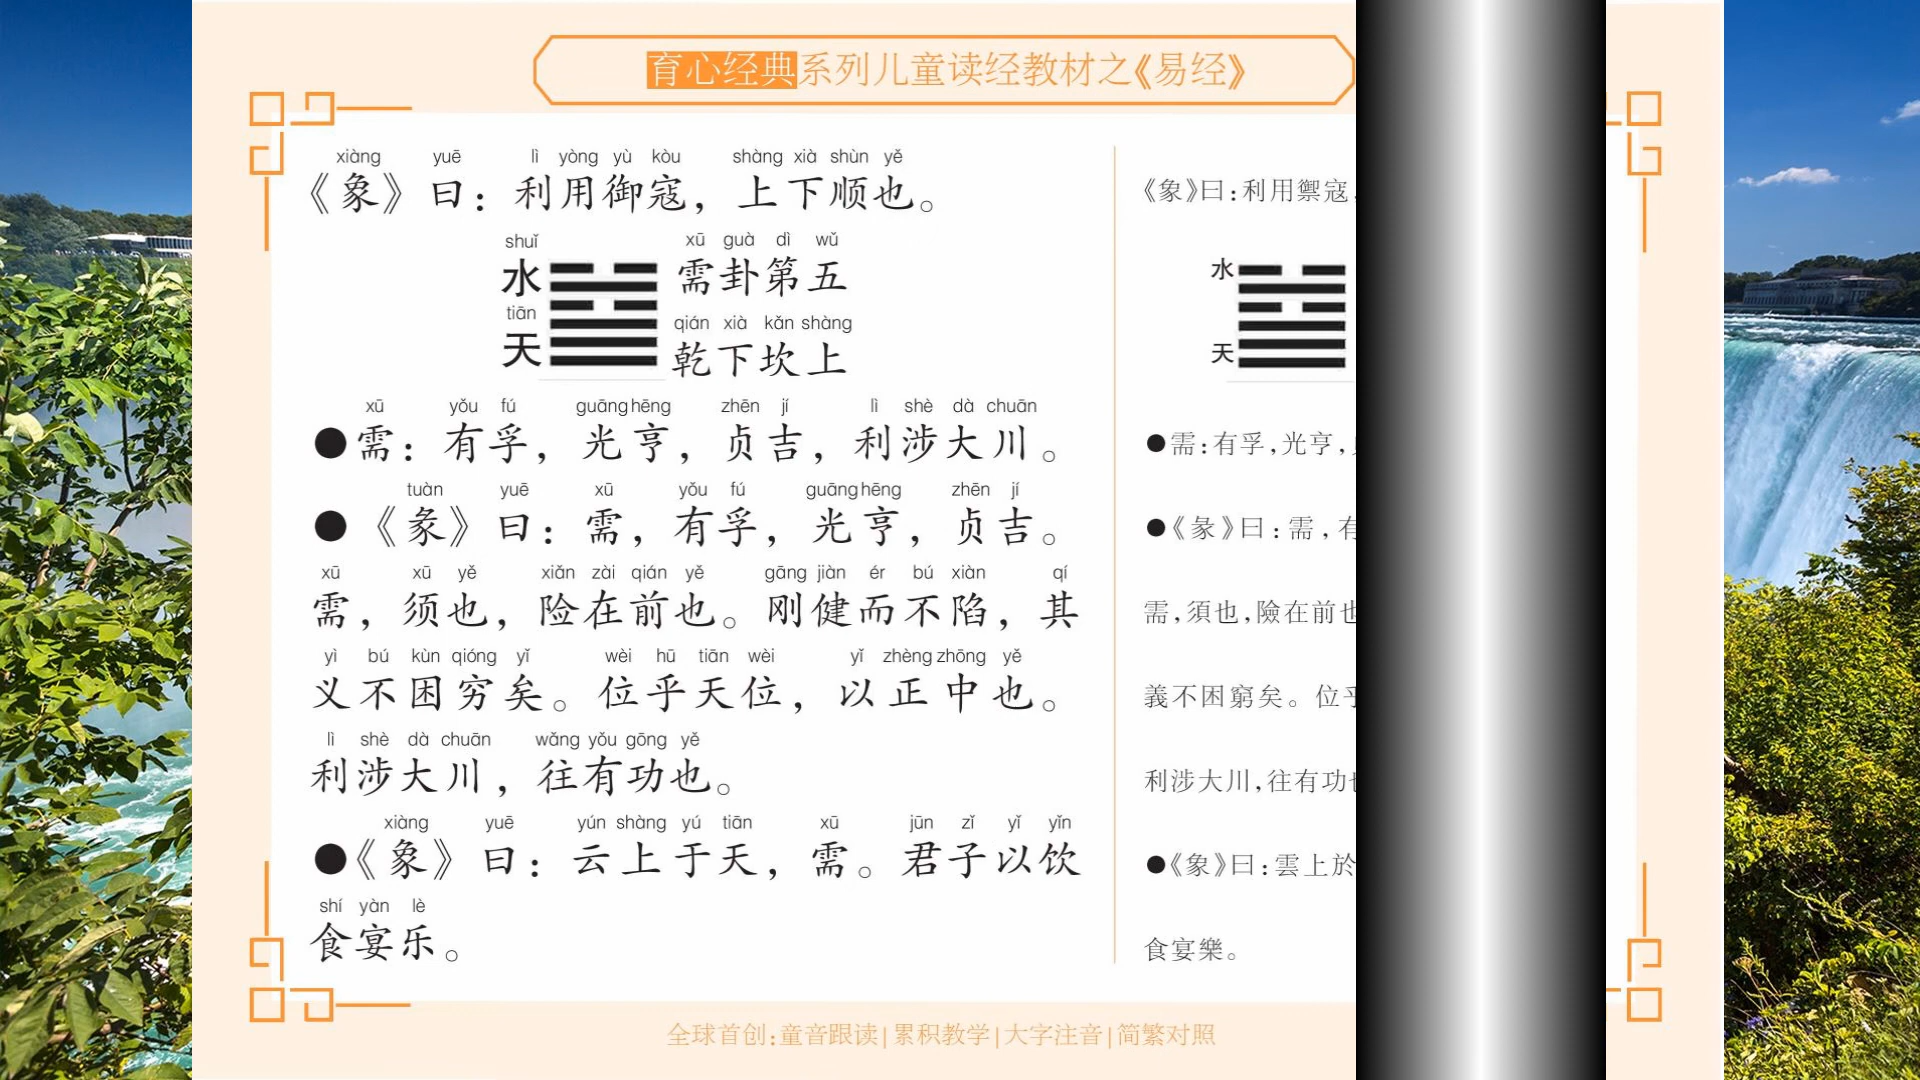 育心经典系列儿童读经教材之《易经》
xiàng yuē lì yòng yù kòu shàng xià shùn yě
《象》曰：利用御寇，上下顺也。
shuǐ xū guà dì wǔ
水 需卦第五
tiān qián xià kǎn shàng
天 乾下坎上
xū yǒu fú guāng hēng zhēn jí lì shè dà chuān
●需：有孚，光亨，贞吉，利涉大川。
tuàn yuē xū yǒu fú guāng hēng zhēn jí
●《彖》曰：需，有孚，光亨，贞吉。
xū xū yě xiǎn zài qián yě gāng jiàn ér bú xiàn qí
需，须也，险在前也。刚健而不陷，其
yì bú kùn qióng yǐ wèi hū tiān wèi yǐ zhèng zhōng yě
义不困穷矣。位乎天位，以正中也。
lì shè dà chuān wǎng yǒu gōng yě
利涉大川，往有功也。
xiàng yuē yún shàng yú tiān xū jūn zǐ yǐ yǐn
●《象》曰：云上于天，需。君子以饮
shí yàn lè
食宴乐。
《象》曰：利用禦寇
水
天
●需：有孚，光亨，
●《彖》曰：需，有
需，須也，險在前也
義不困窮矣。位乎
利涉大川，往有功也
●《象》曰：雲上於
食宴樂。
全球首创：童音跟读|累积教学|大字注音|简繁对照